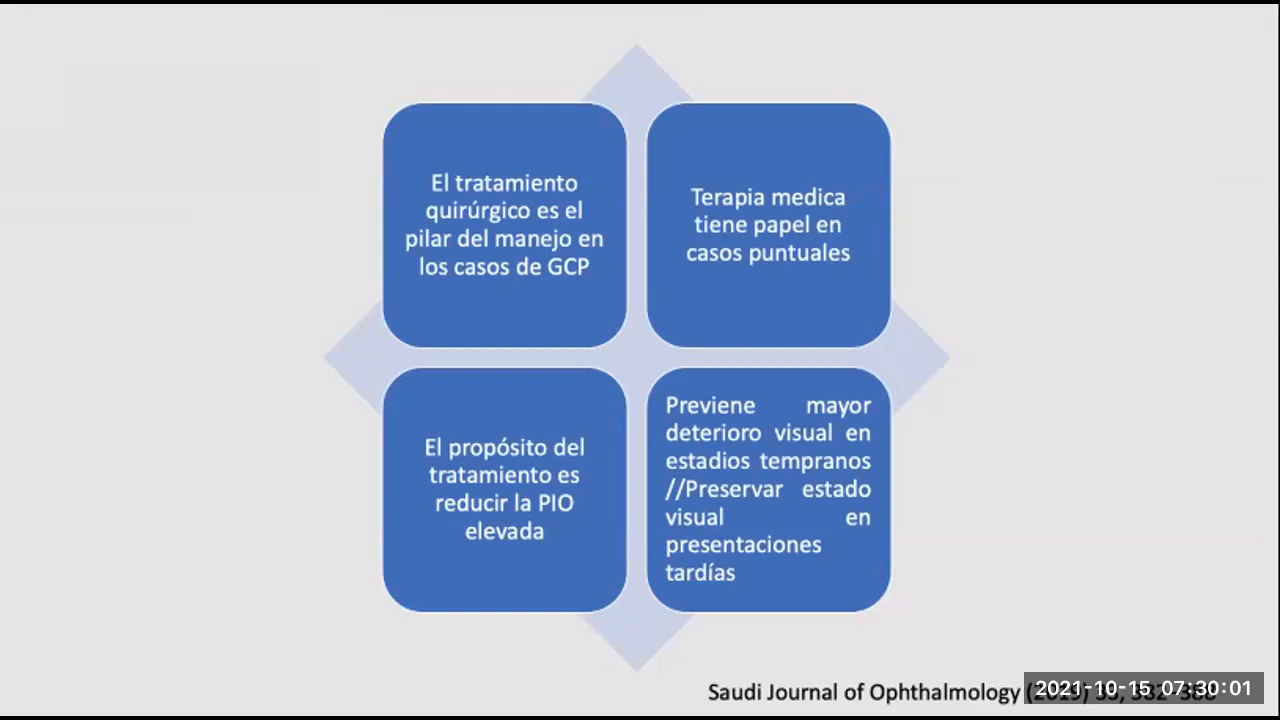 El tratamiento
quirúrgico es el
pilar del manejo en
los casos de GCP
Terapia medica
tiene papel en
casos puntuales
El propósito del
tratamiento es
reducir la PIO
elevada
Previene mayor
deterioro visual en
estadios tempranos
//Preservar estado
visual en
presentaciones
tardías
Saudi Journal of Ophthalmology
2021-10-15 07:30:01